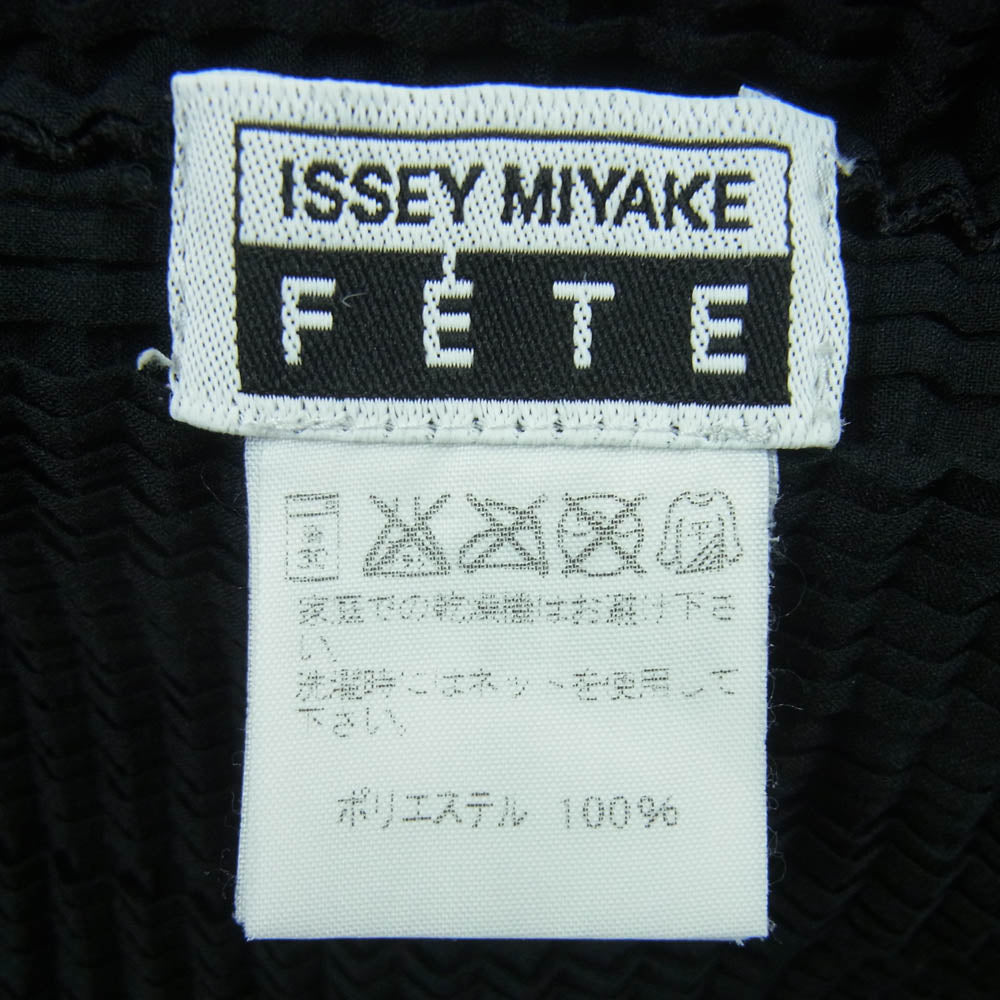 ISSEY MIYAKE
FÉTE
家庭での乾燥機はお避け下さ
い。
洗濯時にはネットを使用して
下さい。
ポリエステル 100%